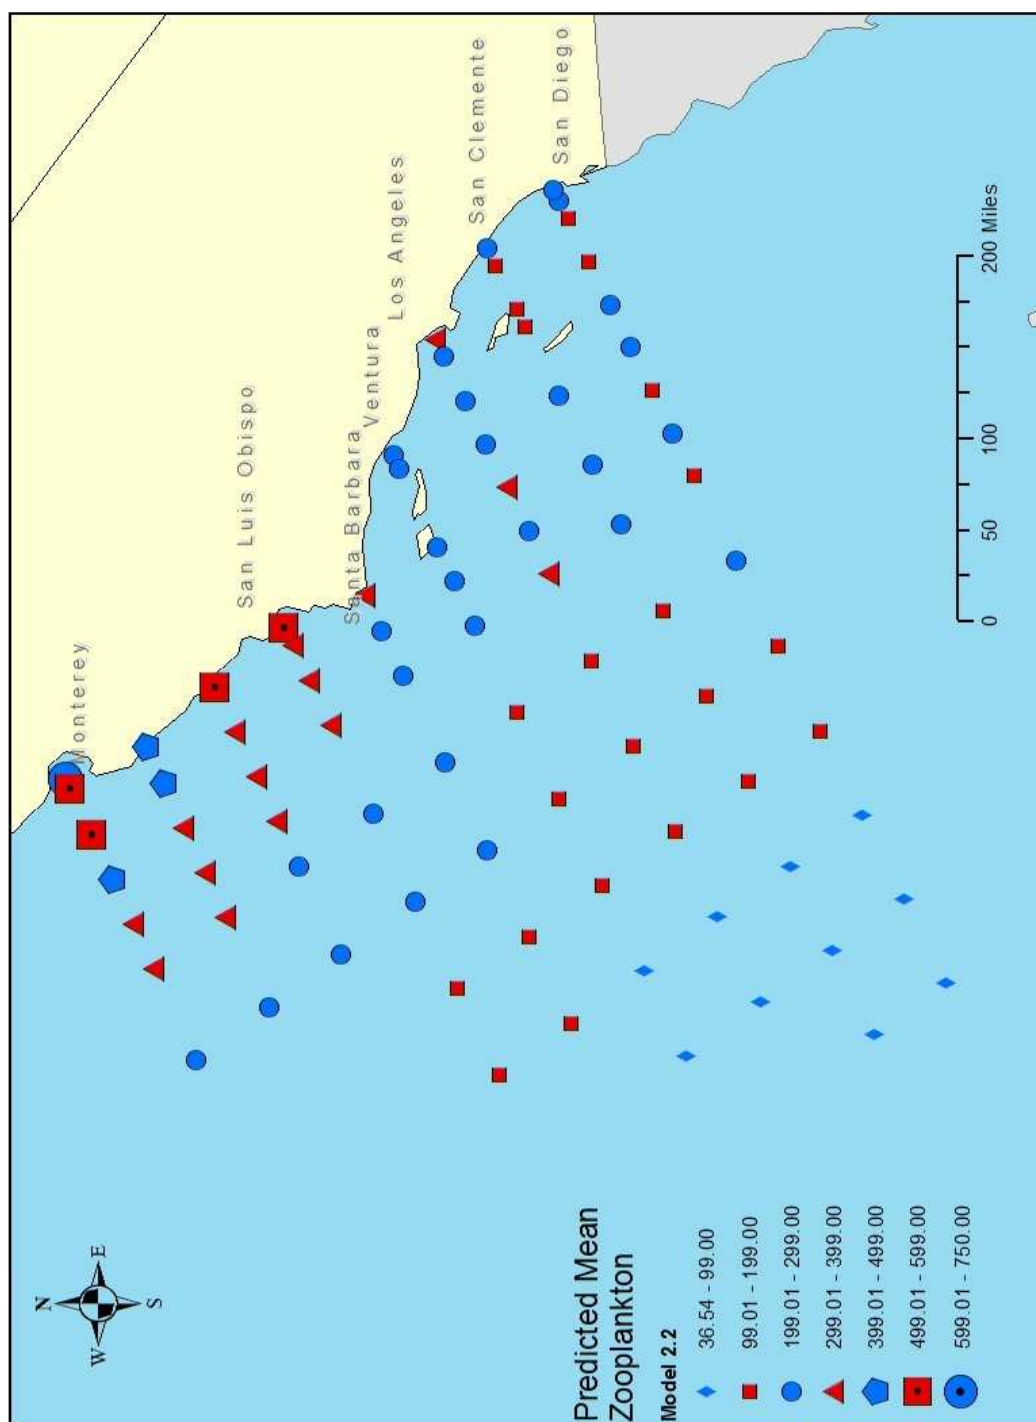 N
W
E
S
Monterey
San Luis Obispo
Santa Barbara
Ventura
Los Angeles
San Clemente
San Diego
Predicted Mean
Zooplankton
Model 2.2
36.54 - 99.00
99.01 - 199.00
199.01 - 299.00
299.01 - 399.00
399.01 - 499.00
499.01 - 599.00
599.01 - 750.00
0 50 100 200 Miles